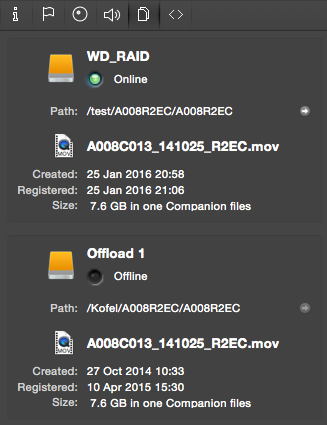 WD_RAID
Online
Path: /test/A008R2EC/A008R2EC
MOV
A008C013_141025_R2EC.mov
Created: 25 Jan 2016 20:58
Registered: 25 Jan 2016 21:06
Size: 7.6 GB in one Companion files
Offload 1
Offline
Path: /Kofel/A008R2EC/A008R2EC
MOV
A008C013_141025_R2EC.mov
Created: 27 Oct 2014 10:33
Registered: 10 Apr 2015 15:30
Size: 7.6 GB in one Companion files